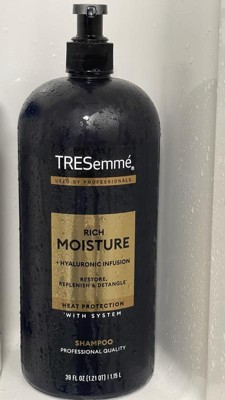 TRESemmé®
USED BY PROFESSIONALS
RICH
MOISTURE
+ HYALURONIC INFUSION
RESTORE,
REPLENISH & DETANGLE*
HEAT PROTECTION
*WITH SYSTEM
SHAMPOO
PROFESSIONAL QUALITY
39 FL OZ (1.21 QT) | 1.15 L